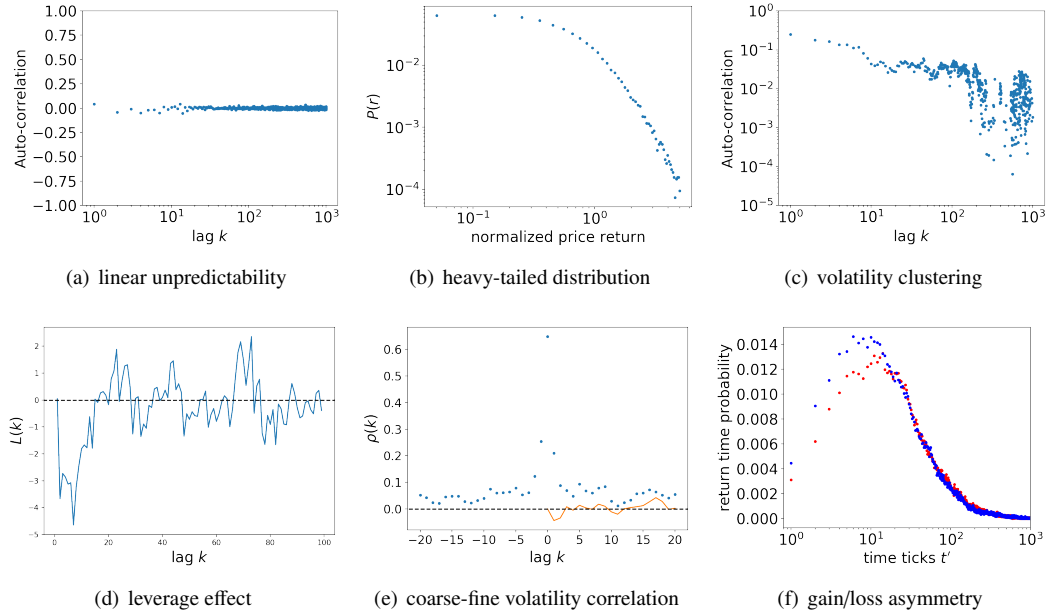 1.00
0.75
0.50
0.25
0.00
−0.25
−0.50
−0.75
−1.00
Auto-correlation
10^0 10^1 10^2 10^3
lag k
(a) linear unpredictability
10^-2
10^-3
10^-4
P(r)
10^-1 10^0
normalized price return
(b) heavy-tailed distribution
10^0
10^-1
10^-2
10^-3
10^-4
10^-5
Auto-correlation
10^0 10^1 10^2 10^3
lag k
(c) volatility clustering
2
1
0
−1
−2
−3
−4
−5
L(k)
0 20 40 60 80 100
lag k
(d) leverage effect
0.6
0.5
0.4
0.3
0.2
0.1
0.0
ρ(k)
−20 −15 −10 −5 0 5 10 15 20
lag k
(e) coarse-fine volatility correlation
0.014
0.012
0.010
0.008
0.006
0.004
0.002
0.000
return time probability
10^0 10^1 10^2 10^3
time ticks t′
(f) gain/loss asymmetry